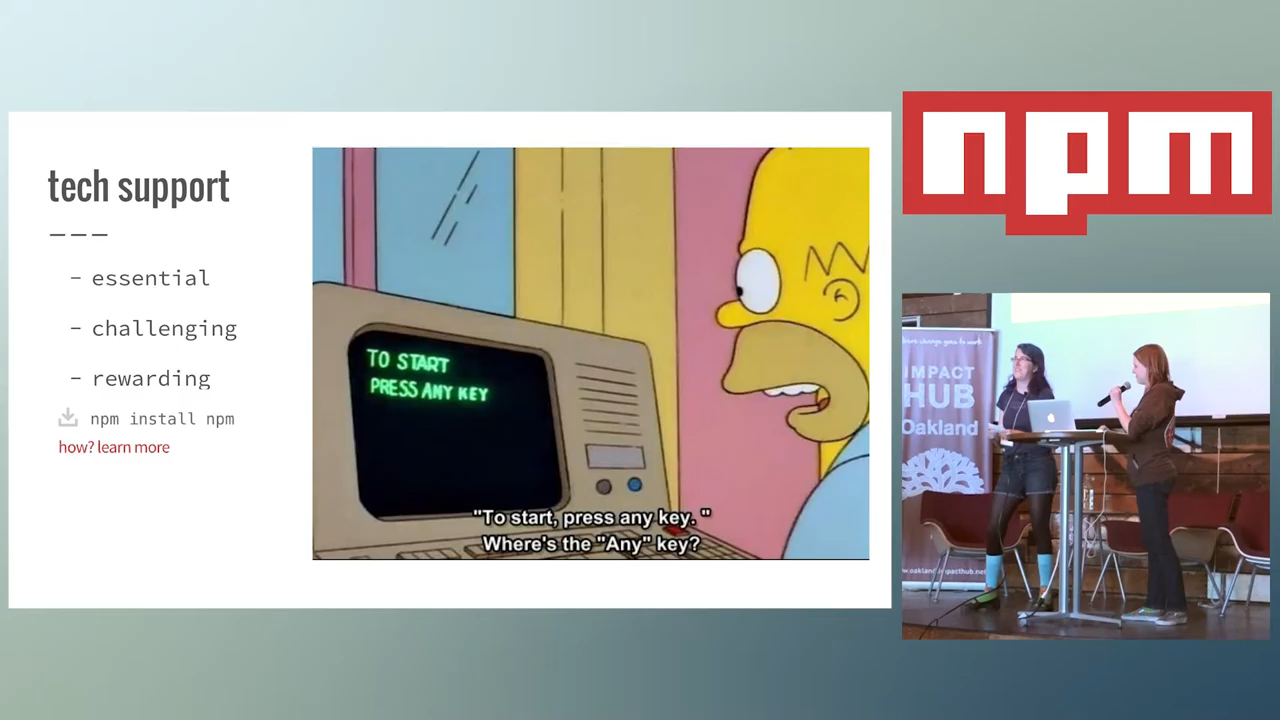 tech support
– essential
– challenging
– rewarding
npm install npm
how? learn more
TO START
PRESS ANY KEY
"To start, press any key. "
Where's the "Any" key?
npm
IMPACT
HUB
Oakland